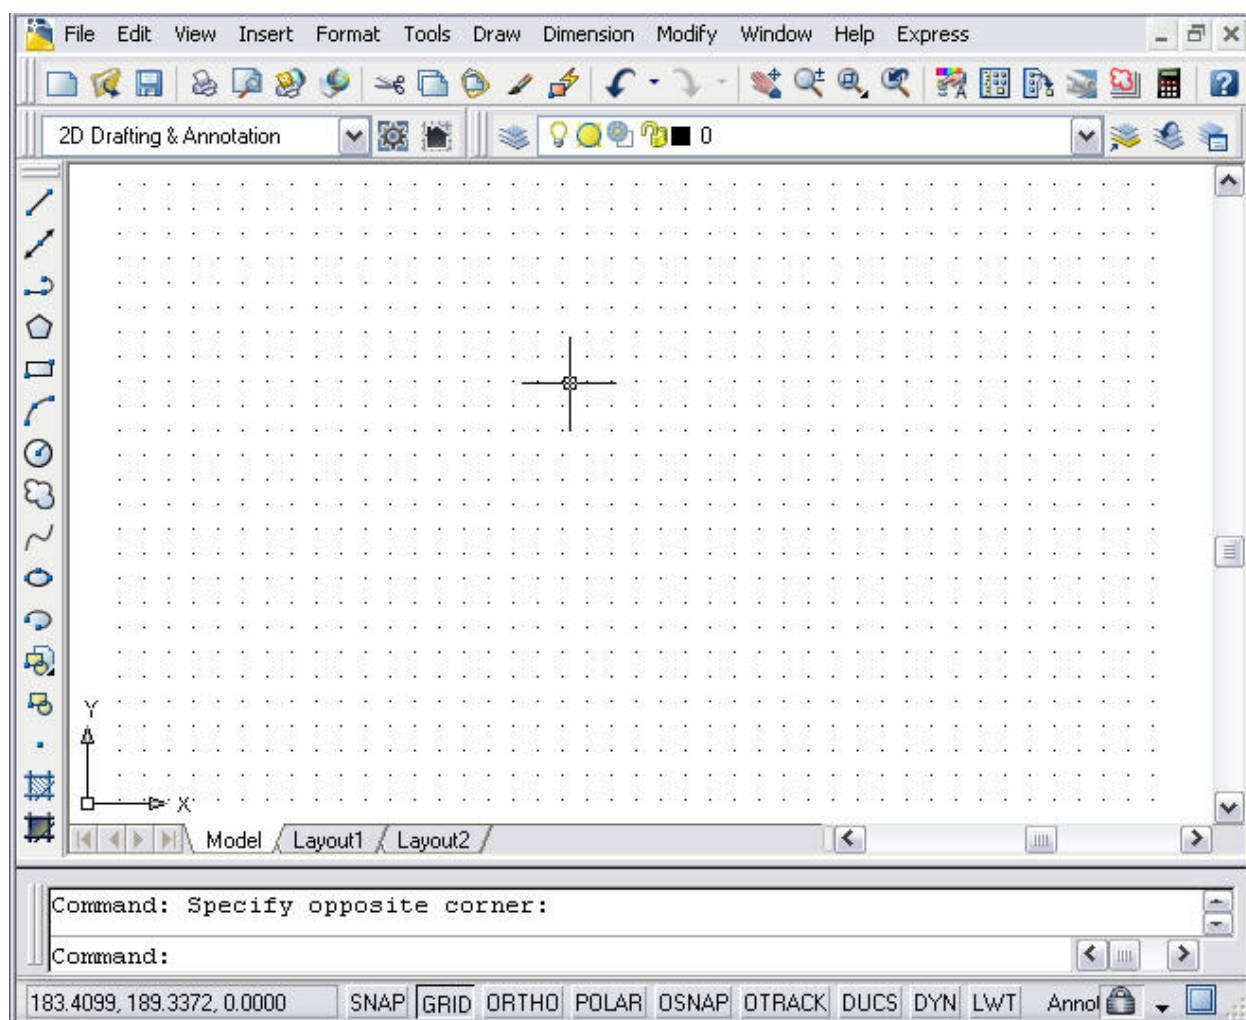 File Edit View Insert Format Tools Draw Dimension Modify Window Help Express
2D Drafting & Annotation
0
Y
X
Model Layout1 Layout2
Command: Specify opposite corner:
Command:
183.4099, 189.3372, 0.0000 SNAP GRID ORTHO POLAR OSNAP OTRACK DUCS DYN LWT Annot